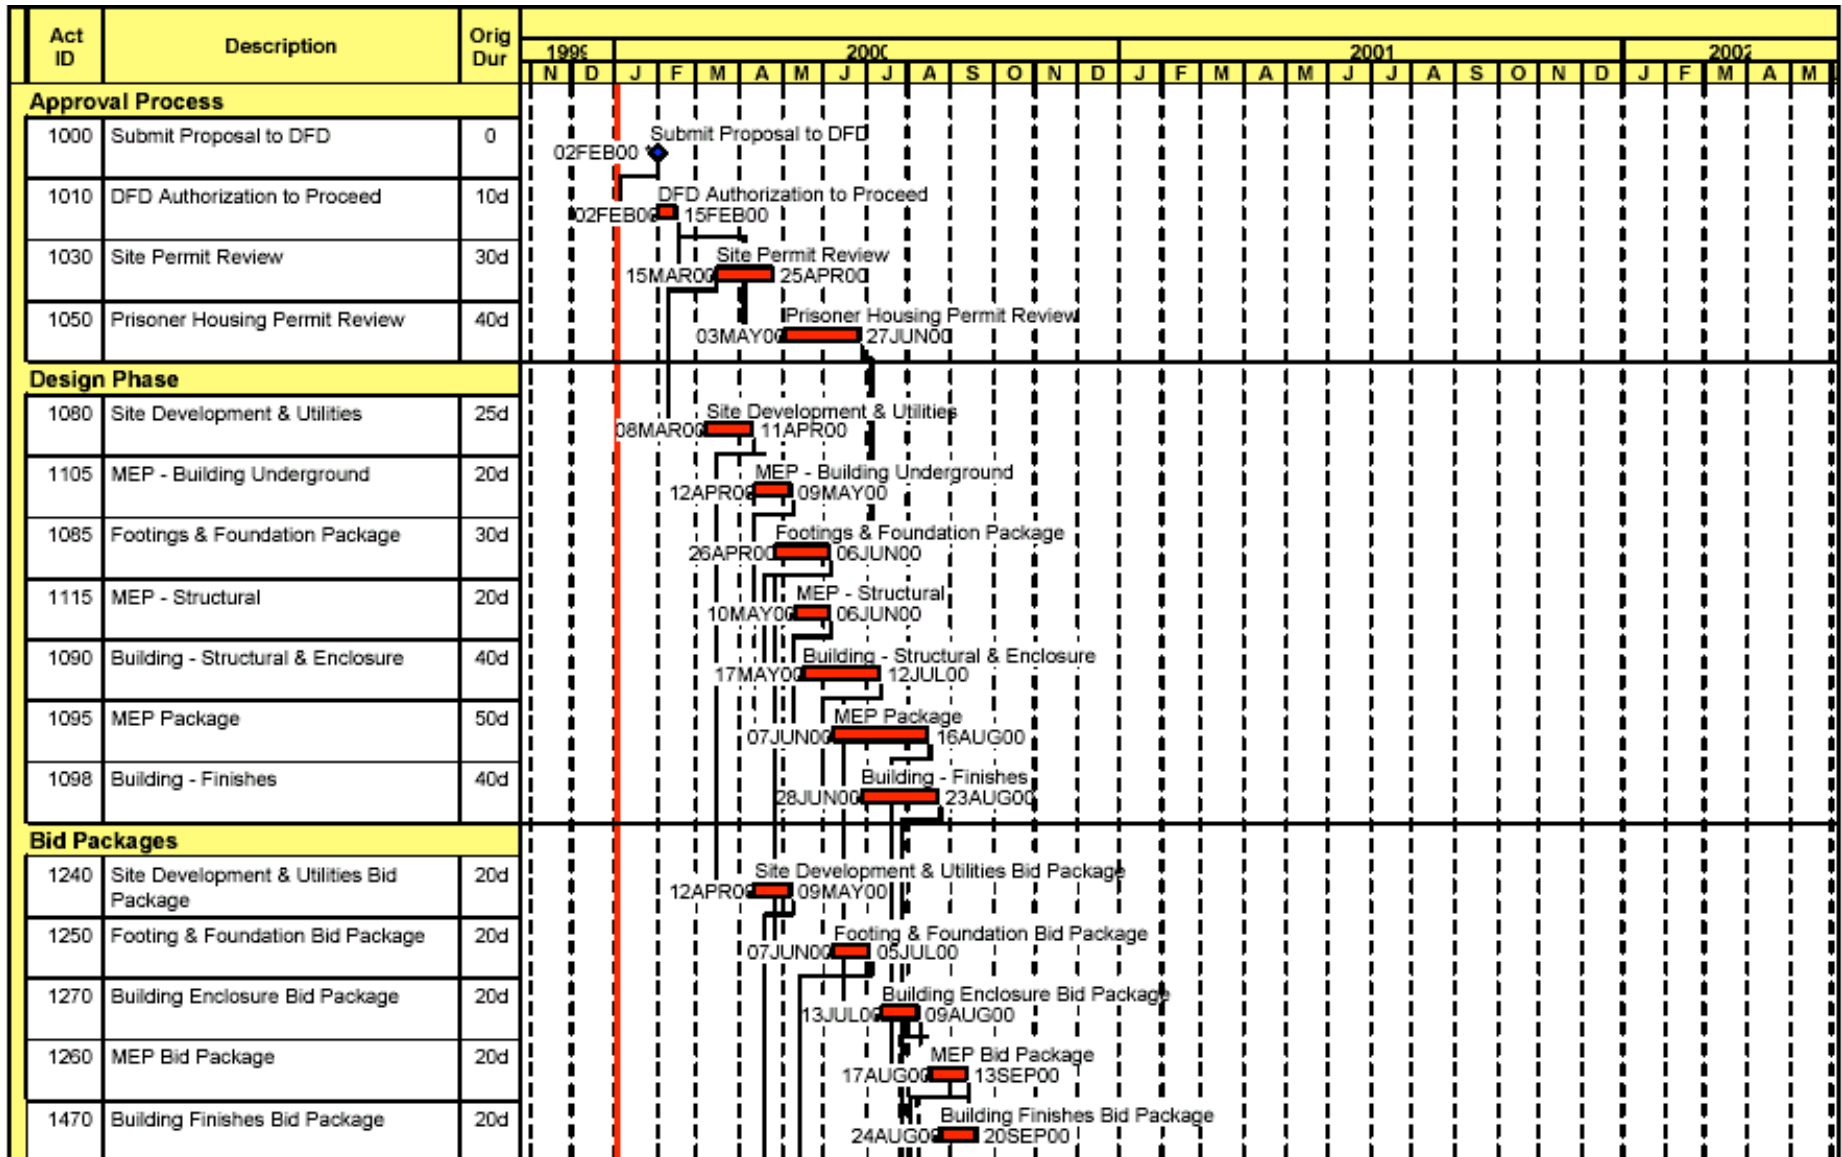 Act ID Description Orig Dur
1999 2000 2001 2002
N D J F M A M J J A S O N D J F M A M J J A S O N D J F M A M J
Approval Process
1000 Submit Proposal to DFD 0
Submit Proposal to DFD
02FEB00 *
1010 DFD Authorization to Proceed 10d
DFD Authorization to Proceed
02FEB00 15FEB00
1030 Site Permit Review 30d
Site Permit Review
15MAR00 25APR00
1050 Prisoner Housing Permit Review 40d
Prisoner Housing Permit Review
03MAY00 27JUN00
Design Phase
1080 Site Development & Utilities 25d
Site Development & Utilities
08MAR00 11APR00
1105 MEP - Building Underground 20d
MEP - Building Underground
12APR00 09MAY00
1085 Footings & Foundation Package 30d
Footings & Foundation Package
26APR00 06JUN00
1115 MEP - Structural 20d
MEP - Structural
10MAY00 06JUN00
1090 Building - Structural & Enclosure 40d
Building - Structural & Enclosure
17MAY00 12JUL00
1095 MEP Package 50d
MEP Package
07JUN00 16AUG00
1098 Building - Finishes 40d
Building - Finishes
28JUN00 23AUG00
Bid Packages
1240 Site Development & Utilities Bid 20d
Package
Site Development & Utilities Bid Package
12APR00 09MAY00
1250 Footing & Foundation Bid Package 20d
Footing & Foundation Bid Package
07JUN00 05JUL00
1270 Building Enclosure Bid Package 20d
Building Enclosure Bid Package
13JUL00 09AUG00
1260 MEP Bid Package 20d
MEP Bid Package
17AUG00 13SEP00
1470 Building Finishes Bid Package 20d
Building Finishes Bid Package
24AUG00 20SEP00